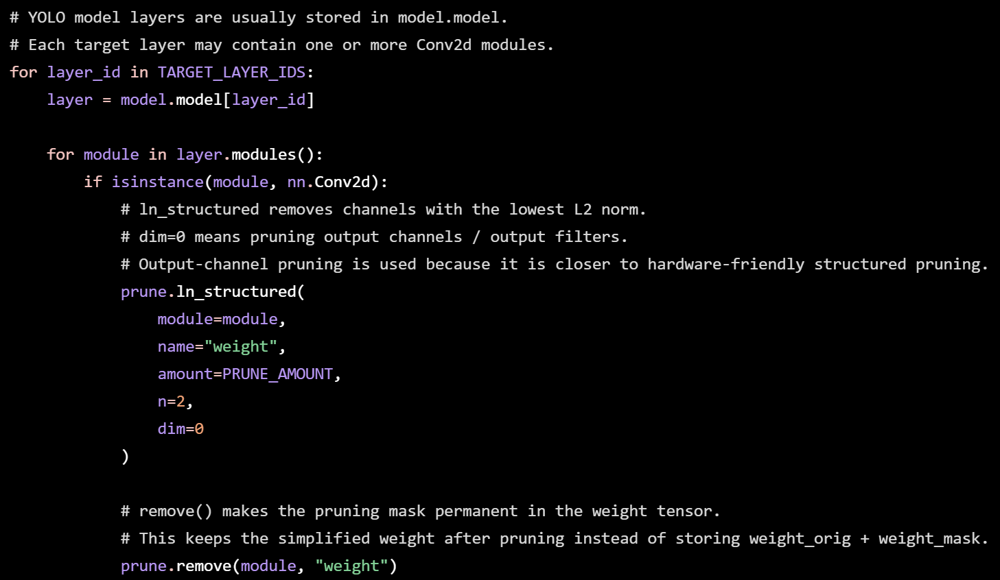 # YOLO model layers are usually stored in model.model.
# Each target layer may contain one or more Conv2d modules.
for layer_id in TARGET_LAYER_IDS:
    layer = model.model[layer_id]

    for module in layer.modules():
        if isinstance(module, nn.Conv2d):
            # ln_structured removes channels with the lowest L2 norm.
            # dim=0 means pruning output channels / output filters.
            # Output-channel pruning is used because it is closer to hardware-friendly structured pruning.
            prune.ln_structured(
                module=module,
                name="weight",
                amount=PRUNE_AMOUNT,
                n=2,
                dim=0
            )

            # remove() makes the pruning mask permanent in the weight tensor.
            # This keeps the simplified weight after pruning instead of storing weight_orig + weight_mask.
            prune.remove(module, "weight")